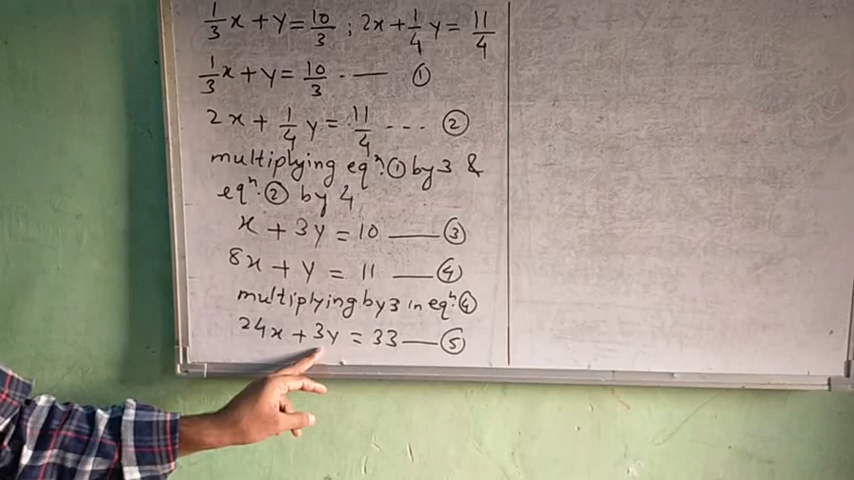 1/3 x + y = 10/3 ; 2x + 1/4 y = 11/4
1/3 x + y = 10/3 --- — ①
2x + 1/4 y = 11/4 --- ②
multiplying eqⁿ. ① by 3 &
eqⁿ. ② by 4
x + 3y = 10 — ③
8x + y = 11 — ④
multiplying by 3 in eqⁿ. ④
24x + 3y = 33 — ⑤